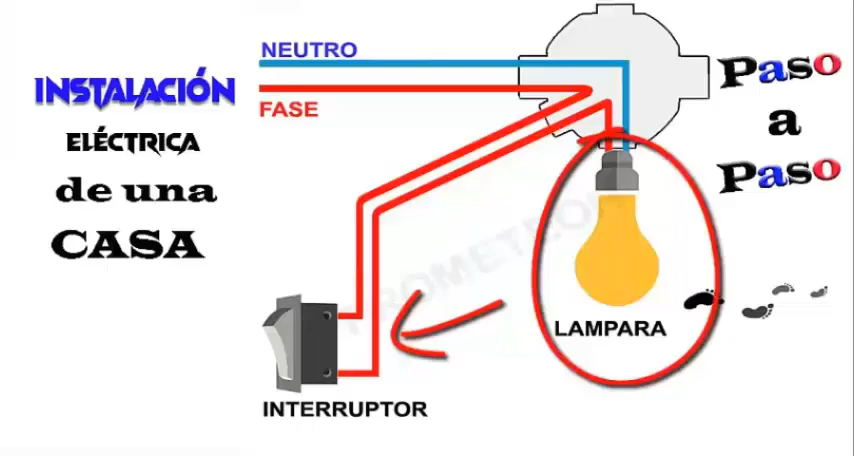 INSTALACIÓN
ELÉCTRICA
de una
CASA
NEUTRO
FASE
Paso
a
Paso
LAMPARA
INTERRUPTOR